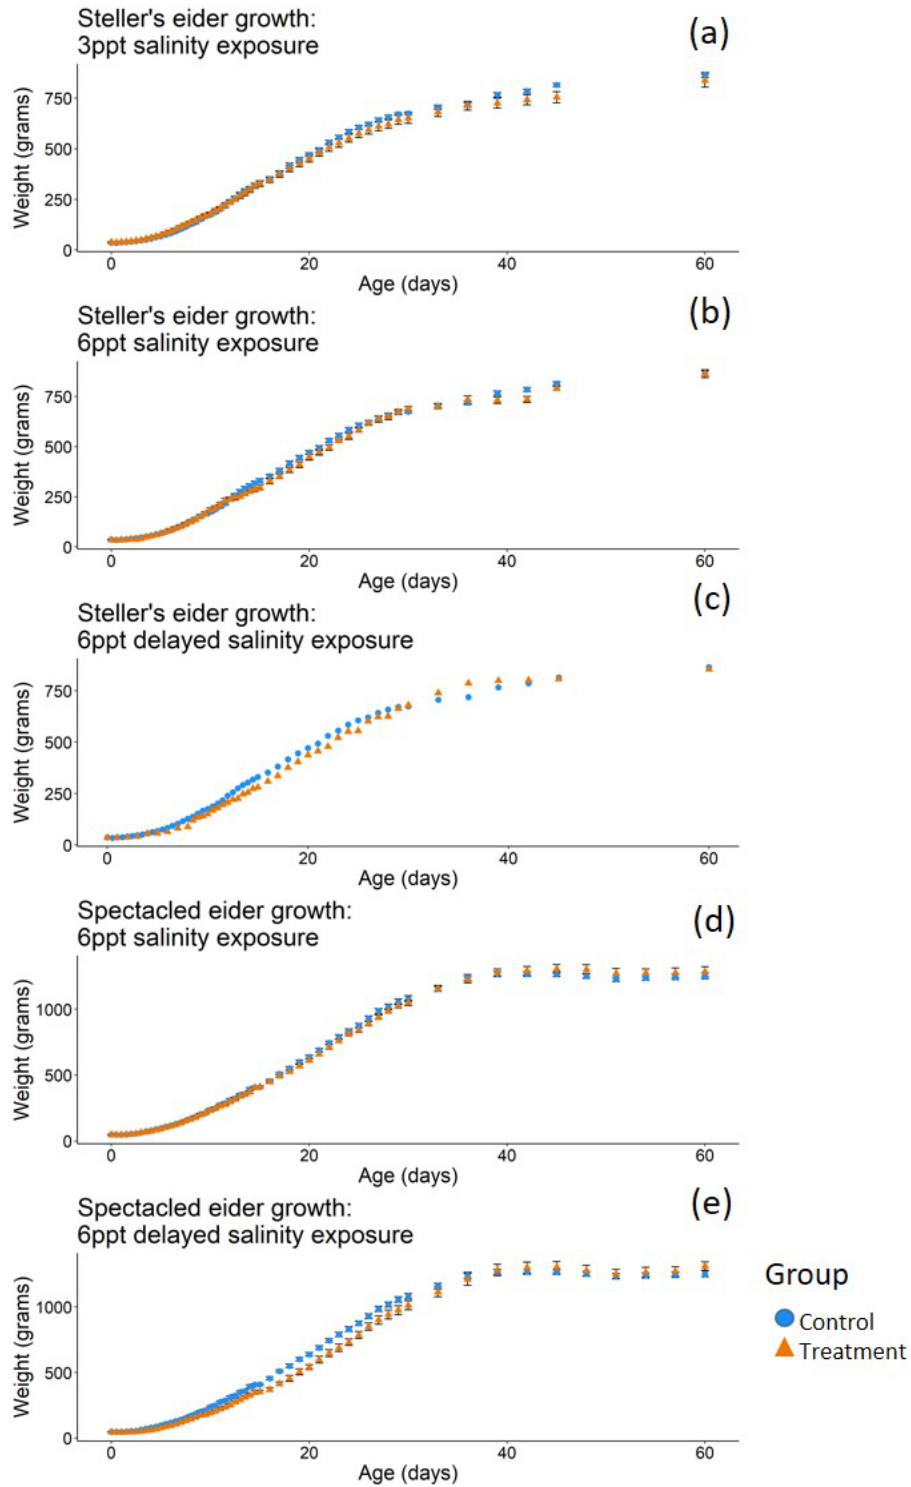 Steller's eider growth:
3ppt salinity exposure
(a)
Weight (grams)
750
500
250
0
0 20 40 60
Age (days)
Steller's eider growth:
6ppt salinity exposure
(b)
Weight (grams)
750
500
250
0
0 20 40 60
Age (days)
Steller's eider growth:
6ppt delayed salinity exposure
(c)
Weight (grams)
750
500
250
0
0 20 40 60
Age (days)
Spectacled eider growth:
6ppt salinity exposure
(d)
Weight (grams)
1000
500
0
0 20 40 60
Age (days)
Spectacled eider growth:
6ppt delayed salinity exposure
(e)
Weight (grams)
1000
500
0
0 20 40 60
Age (days)
Group
Control
Treatment